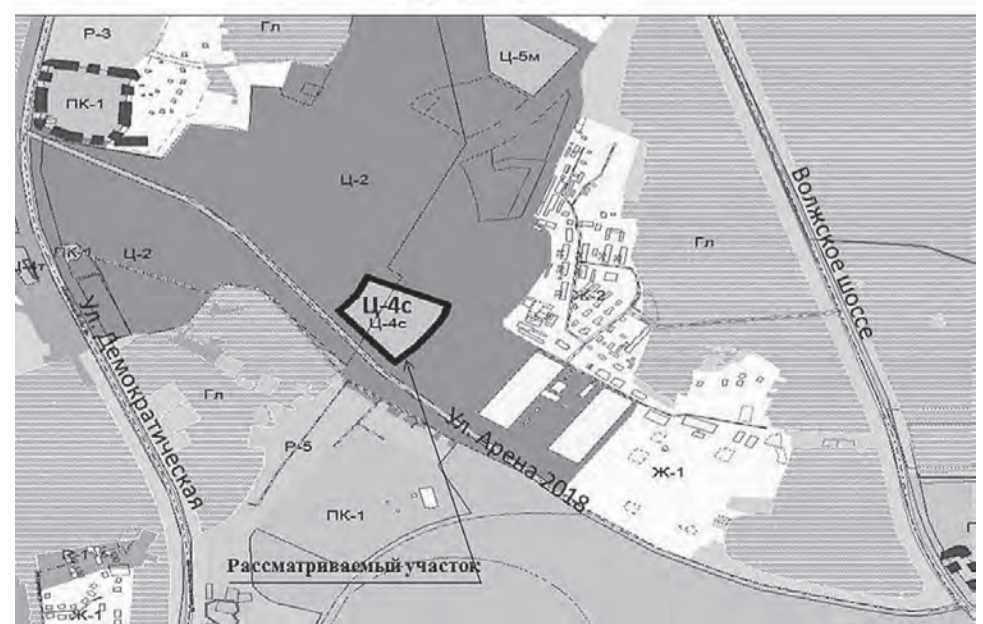 Р-3
Гл
Ц-5м
ПК-1
Ц-2
Волжское шоссе
Гл
ПК-1
Ц-2
Ц-4т
Ц-4с
Ц-4с
Ж-2
Ул. Демократическая
Гл
Р-5
Ул. Арена 2018
Ж-1
ПК-1
Рассматриваемый участок
Ж-1